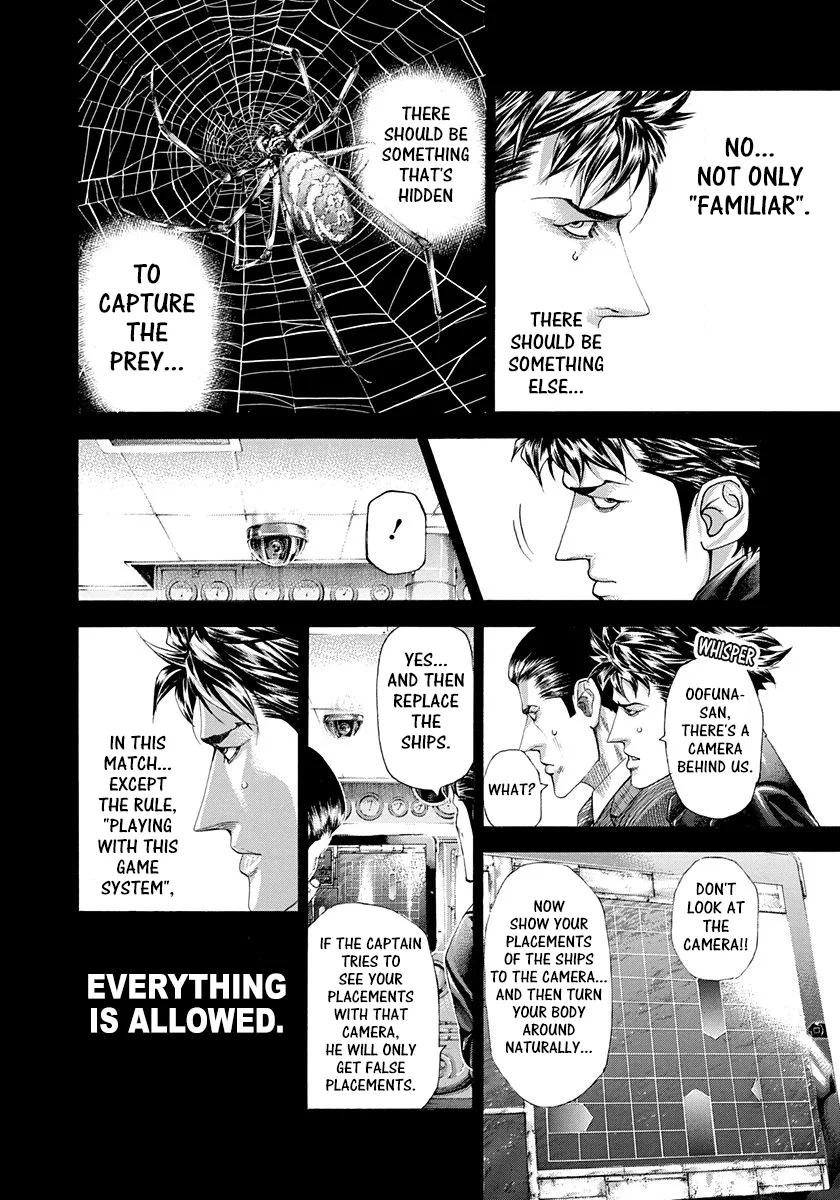 NO...
NOT ONLY
"FAMILIAR".
THERE
SHOULD BE
SOMETHING
ELSE...
THERE
SHOULD BE
SOMETHING
THAT'S
HIDDEN
TO
CAPTURE
THE
PREY...
!
WHISPER
OOFUNA-
SAN,
THERE'S A
CAMERA
BEHIND US.
WHAT?
DON'T
LOOK AT
THE
CAMERA!!
NOW
SHOW YOUR
PLACEMENTS
OF THE SHIPS
TO THE CAMERA...
AND THEN TURN
YOUR BODY
AROUND
NATURALLY...
YES...
AND THEN
REPLACE
THE
SHIPS.
IF THE CAPTAIN
TRIES TO
SEE YOUR
PLACEMENTS
WITH THAT
CAMERA,
HE WILL ONLY
GET FALSE
PLACEMENTS.
IN THIS
MATCH...
EXCEPT
THE RULE,
"PLAYING
WITH THIS
GAME
SYSTEM",
EVERYTHING
IS ALLOWED.